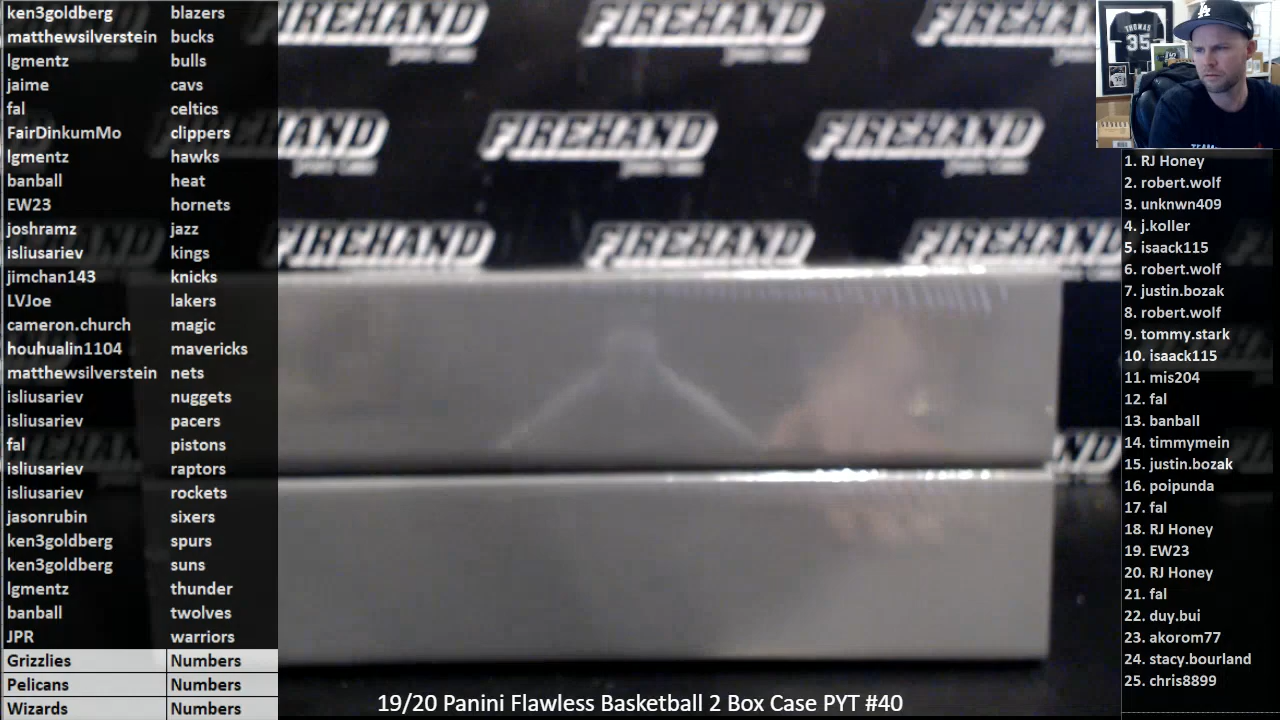 ken3goldberg blazers
matthewsilverstein bucks
lgmentz bulls
jaime cavs
fal celtics
FairDinkumMo clippers
lgmentz hawks
banball heat
EW23 hornets
joshramz jazz
isliusariev kings
jimchan143 knicks
LVJoe lakers
cameron.church magic
houhualin1104 mavericks
matthewsilverstein nets
isliusariev nuggets
isliusariev pacers
fal pistons
isliusariev raptors
isliusariev rockets
jasonrubin sixers
ken3goldberg spurs
ken3goldberg suns
lgmentz thunder
banball twolves
JPR warriors
Grizzlies Numbers
Pelicans Numbers
Wizards Numbers
FIREHAND FIREHAND FIREHAND
FIREHAND FIREHAND FIREHAND
FIREHAND FIREHAND FIREHAND
19/20 Panini Flawless Basketball 2 Box Case PYT #40
THOMAS
35
LA
1. RJ Honey
2. robert.wolf
3. unknwn409
4. j.koller
5. isaack115
6. robert.wolf
7. justin.bozak
8. robert.wolf
9. tommy.stark
10. isaack115
11. mis204
12. fal
13. banball
14. timmymein
15. justin.bozak
16. poipunda
17. fal
18. RJ Honey
19. EW23
20. RJ Honey
21. fal
22. duy.bui
23. akorom77
24. stacy.bourland
25. chris8899